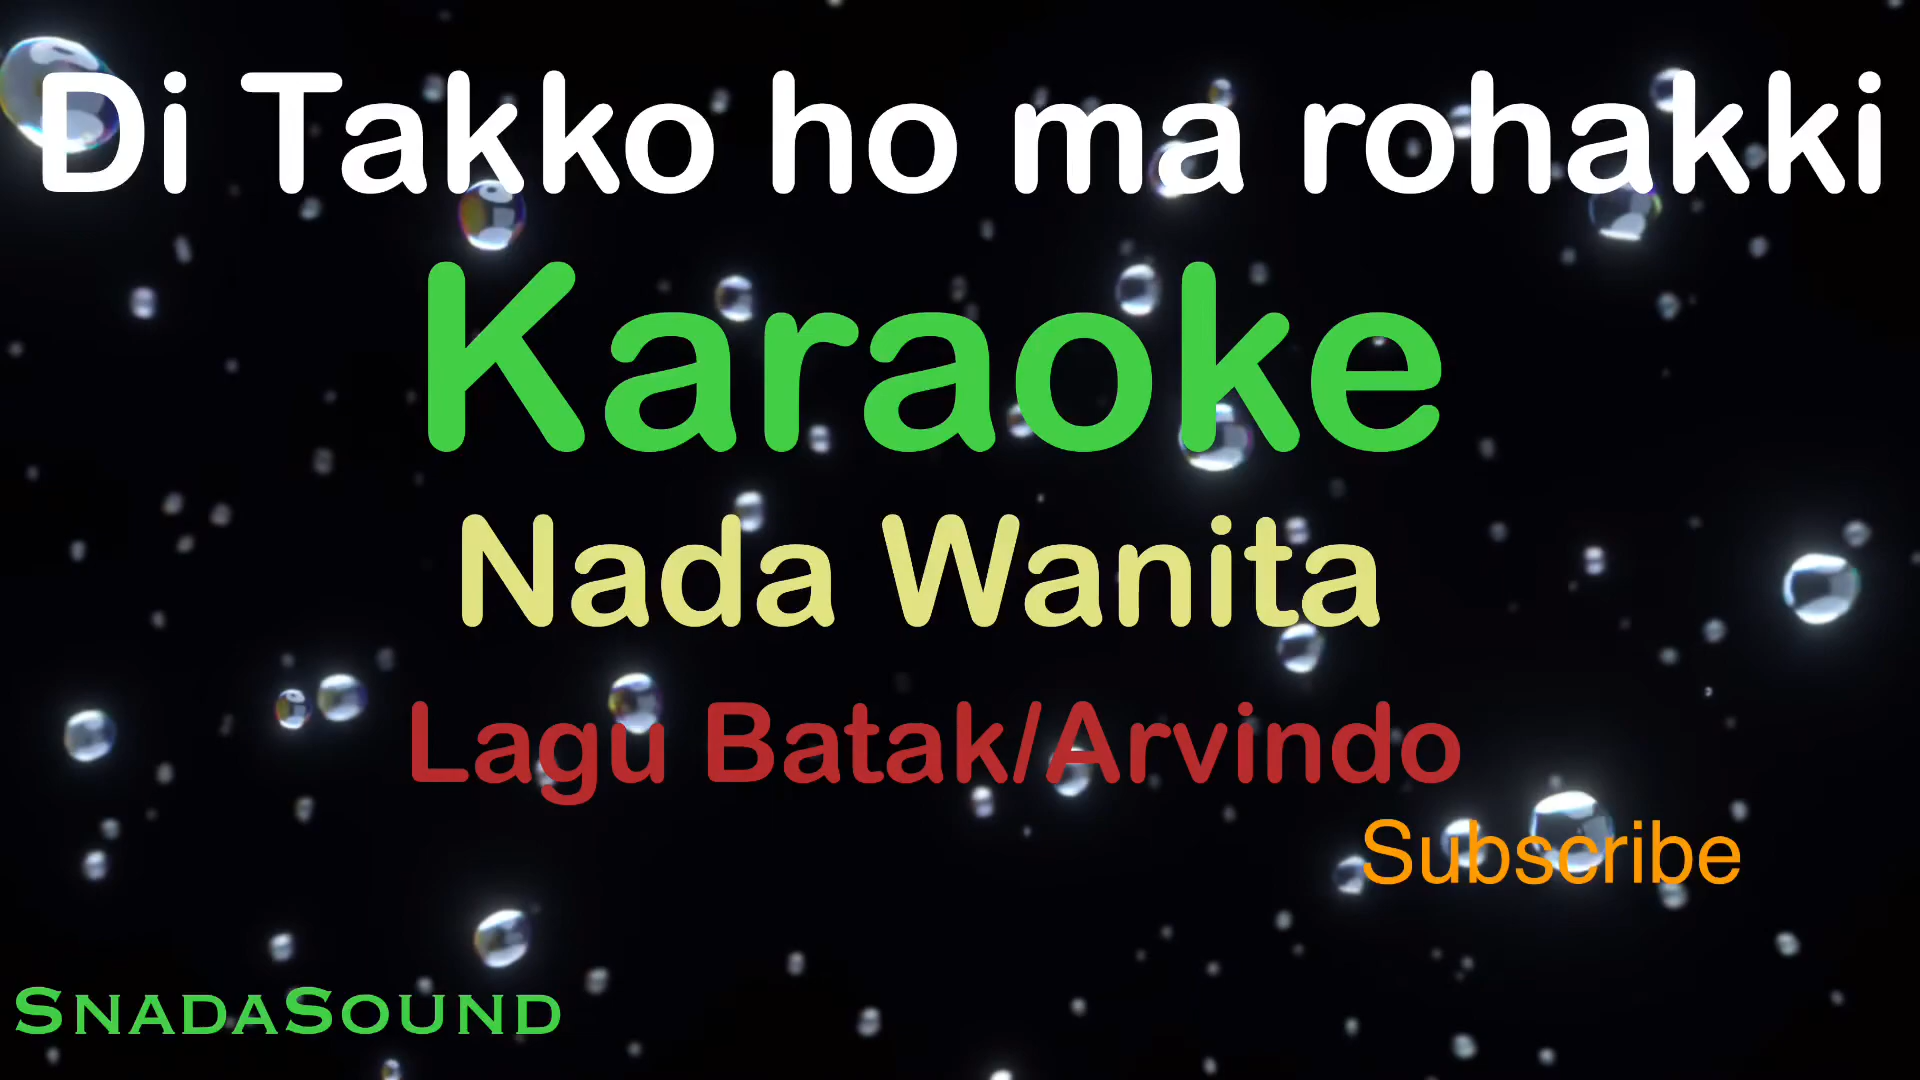 Di Takko ho ma rohakki
Karaoke
Nada Wanita
Lagu Batak/Arvindo
Subscribe
SnadaSound